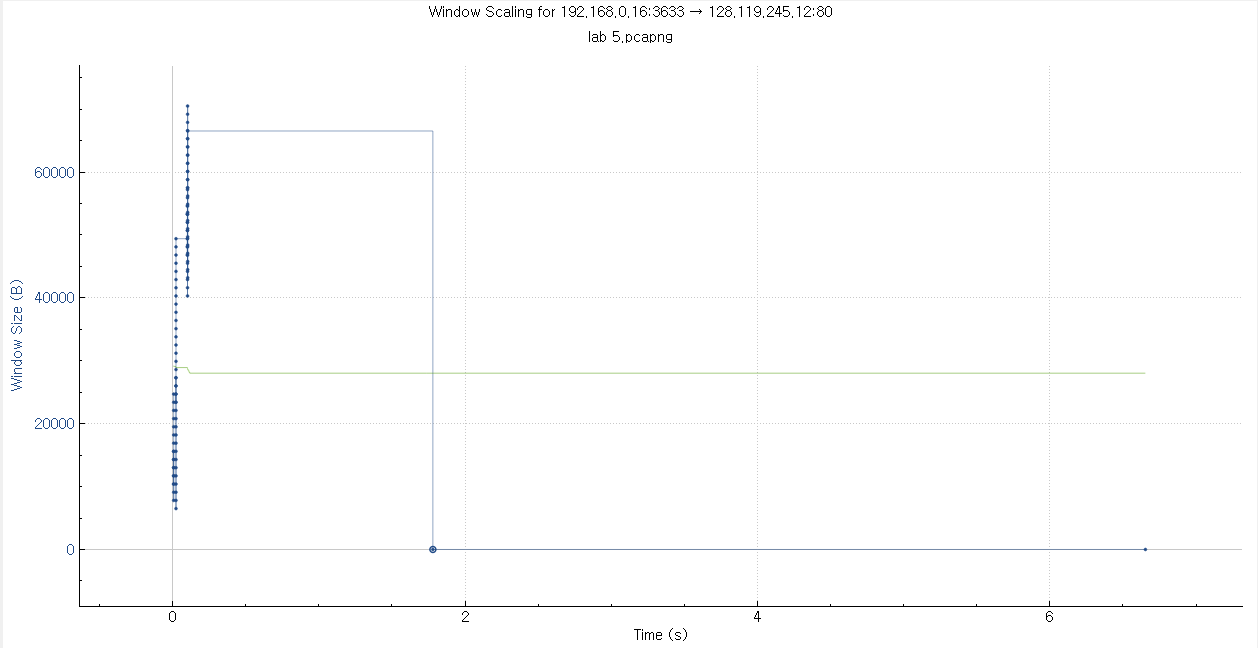 Window Scaling for 192.168.0.16:3633 → 128.119.245.12:80
lab 5.pcapng
Window Size (B)
60000
40000
20000
0
0 2 4 6
Time (s)